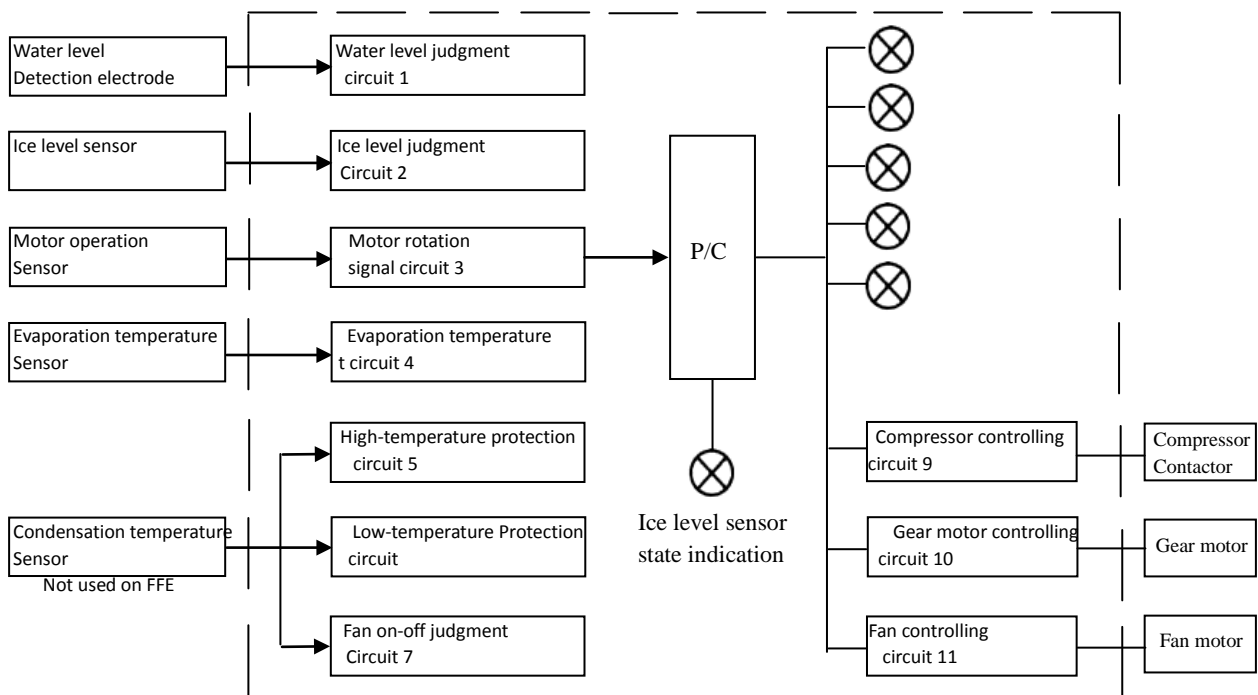 Water level
Detection electrode
Water level judgment
circuit 1
Ice level sensor
Ice level judgment
Circuit 2
Motor operation
Sensor
Motor rotation
signal circuit 3
P/C
Evaporation temperature
Sensor
Evaporation temperature
t circuit 4
High-temperature protection
circuit 5
Condensation temperature
Sensor
Not used on FFE
Low-temperature Protection
circuit
Fan on-off judgment
Circuit 7
Ice level sensor
state indication
Compressor controlling
circuit 9
Compressor
Contactor
Gear motor controlling
circuit 10
Gear motor
Fan controlling
circuit 11
Fan motor